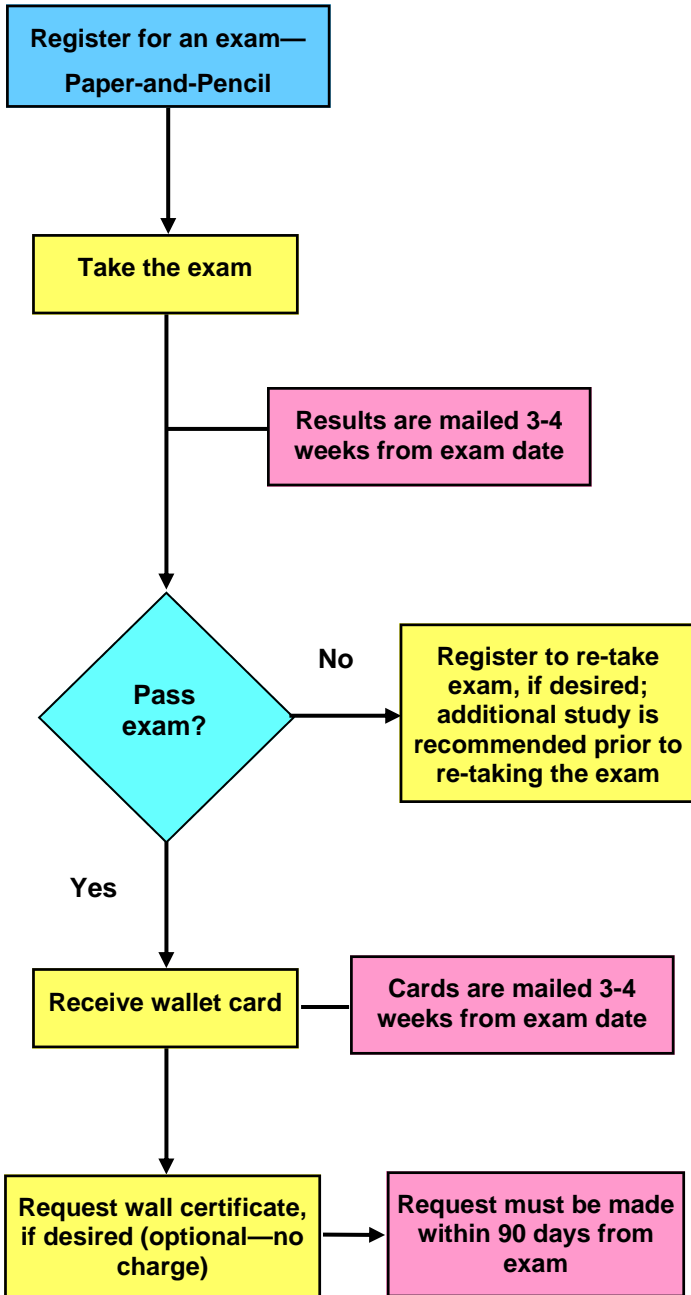 Register for an exam—
Paper-and-Pencil
Take the exam
Results are mailed 3-4
weeks from exam date
Pass
exam?
No
Register to re-take
exam, if desired;
additional study is
recommended prior to
re-taking the exam
Yes
Receive wallet card
Cards are mailed 3-4
weeks from exam date
Request wall certificate,
if desired (optional—no
charge)
Request must be made
within 90 days from
exam